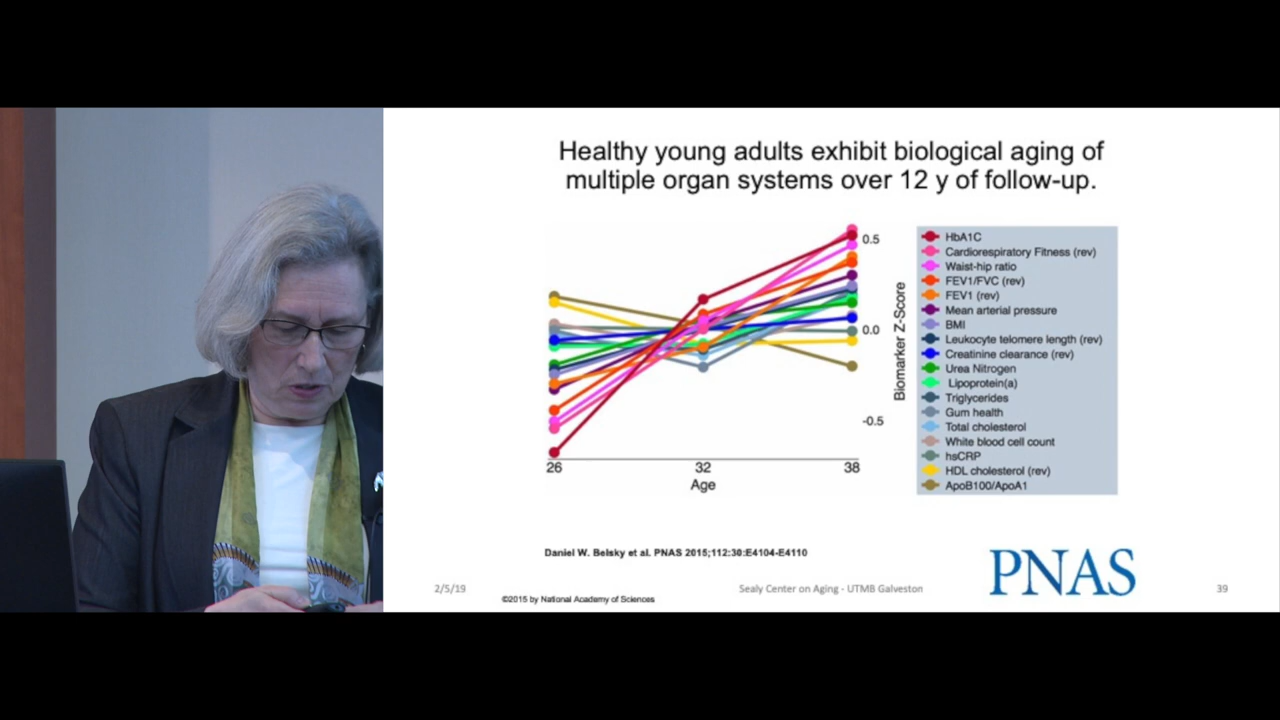 Healthy young adults exhibit biological aging of
multiple organ systems over 12 y of follow-up.
0.5
0.0
-0.5
Biomarker Z-Score
26
32
38
Age
HbA1C
Cardiorespiratory Fitness (rev)
Waist-hip ratio
FEV1/FVC (rev)
FEV1 (rev)
Mean arterial pressure
BMI
Leukocyte telomere length (rev)
Creatinine clearance (rev)
Urea Nitrogen
Lipoprotein(a)
Triglycerides
Gum health
Total cholesterol
White blood cell count
hsCRP
HDL cholesterol (rev)
ApoB100/ApoA1
Daniel W. Belsky et al. PNAS 2015;112:30:E4104-E4110
PNAS
2/5/19
©2015 by National Academy of Sciences
Sealy Center on Aging - UTMB Galveston
39